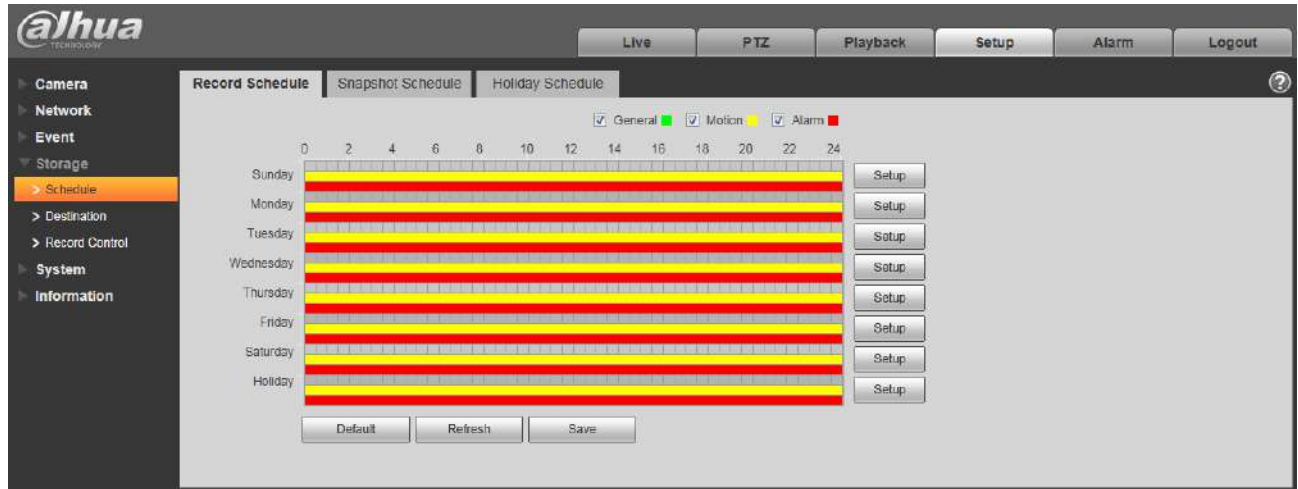 alhua
TECHNOLOGY
Live PTZ Playback Setup Alarm Logout
Camera
Network
Event
Storage
> Schedule
> Destination
> Record Control
System
Information
Record Schedule Snapshot Schedule Holiday Schedule ?
General Motion Alarm
0 2 4 6 8 10 12 14 16 18 20 22 24
Sunday Setup
Monday Setup
Tuesday Setup
Wednesday Setup
Thursday Setup
Friday Setup
Saturday Setup
Holiday Setup
Default Refresh Save